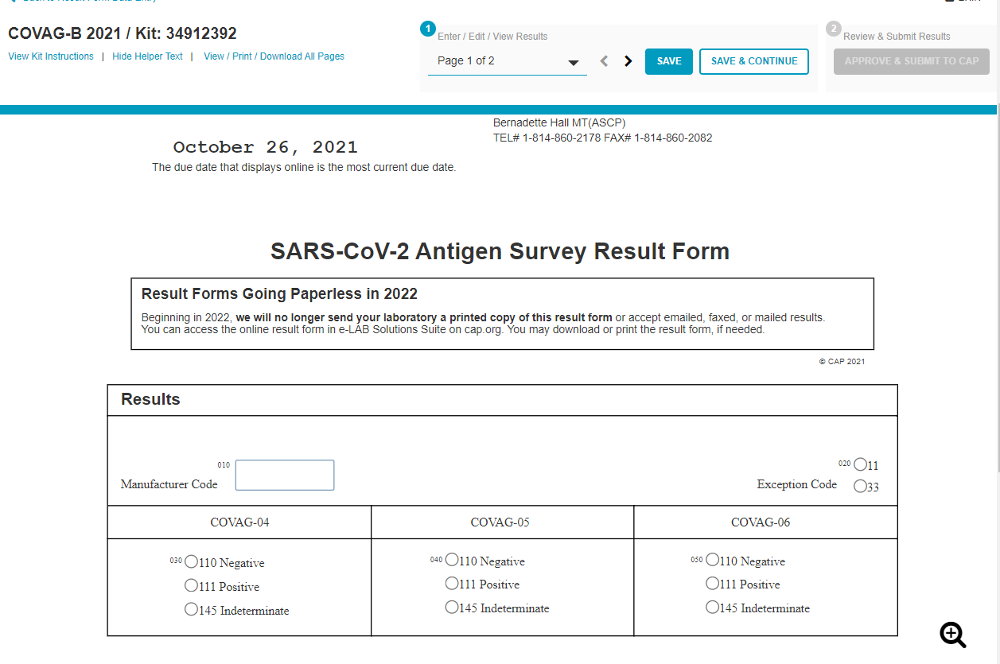 COVAG-B 2021 / Kit: 34912392
View Kit Instructions | Hide Helper Text | View / Print / Download All Pages
1 Enter / Edit / View Results
Page 1 of 2
SAVE
SAVE & CONTINUE
2 Review & Submit Results
APPROVE & SUBMIT TO CAP
Bernadette Hall MT(ASCP)
TEL# 1-814-860-2178 FAX# 1-814-860-2082
October 26, 2021
The due date that displays online is the most current due date.
SARS-CoV-2 Antigen Survey Result Form
Result Forms Going Paperless in 2022
Beginning in 2022, we will no longer send your laboratory a printed copy of this result form or accept emailed, faxed, or mailed results.
You can access the online result form in e-LAB Solutions Suite on cap.org. You may download or print the result form, if needed.
© CAP 2021
Results
010
Manufacturer Code
020 11
Exception Code 33
COVAG-04 COVAG-05 COVAG-06
030 110 Negative 040 110 Negative 050 110 Negative
111 Positive 111 Positive 111 Positive
145 Indeterminate 145 Indeterminate 145 Indeterminate